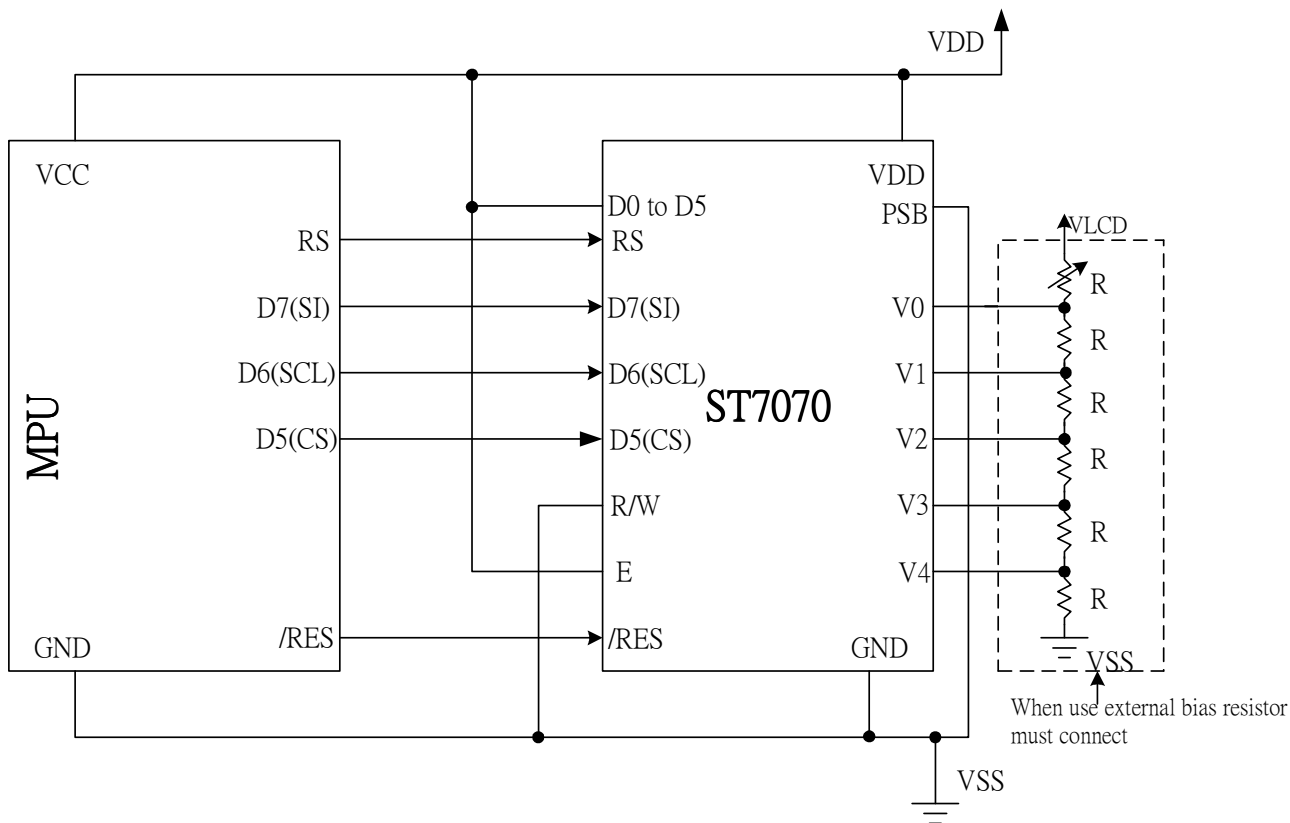 VDD
VCC
RS
D7(SI)
D6(SCL)
D5(CS)
MPU
/RES
GND
D0 to D5
RS
D7(SI)
D6(SCL)
D5(CS)
R/W
E
/RES
ST7070
VDD
PSB
V0
V1
V2
V3
V4
GND
VLCD
R
R
R
R
R
R
VSS
When use external bias resistor
must connect
VSS